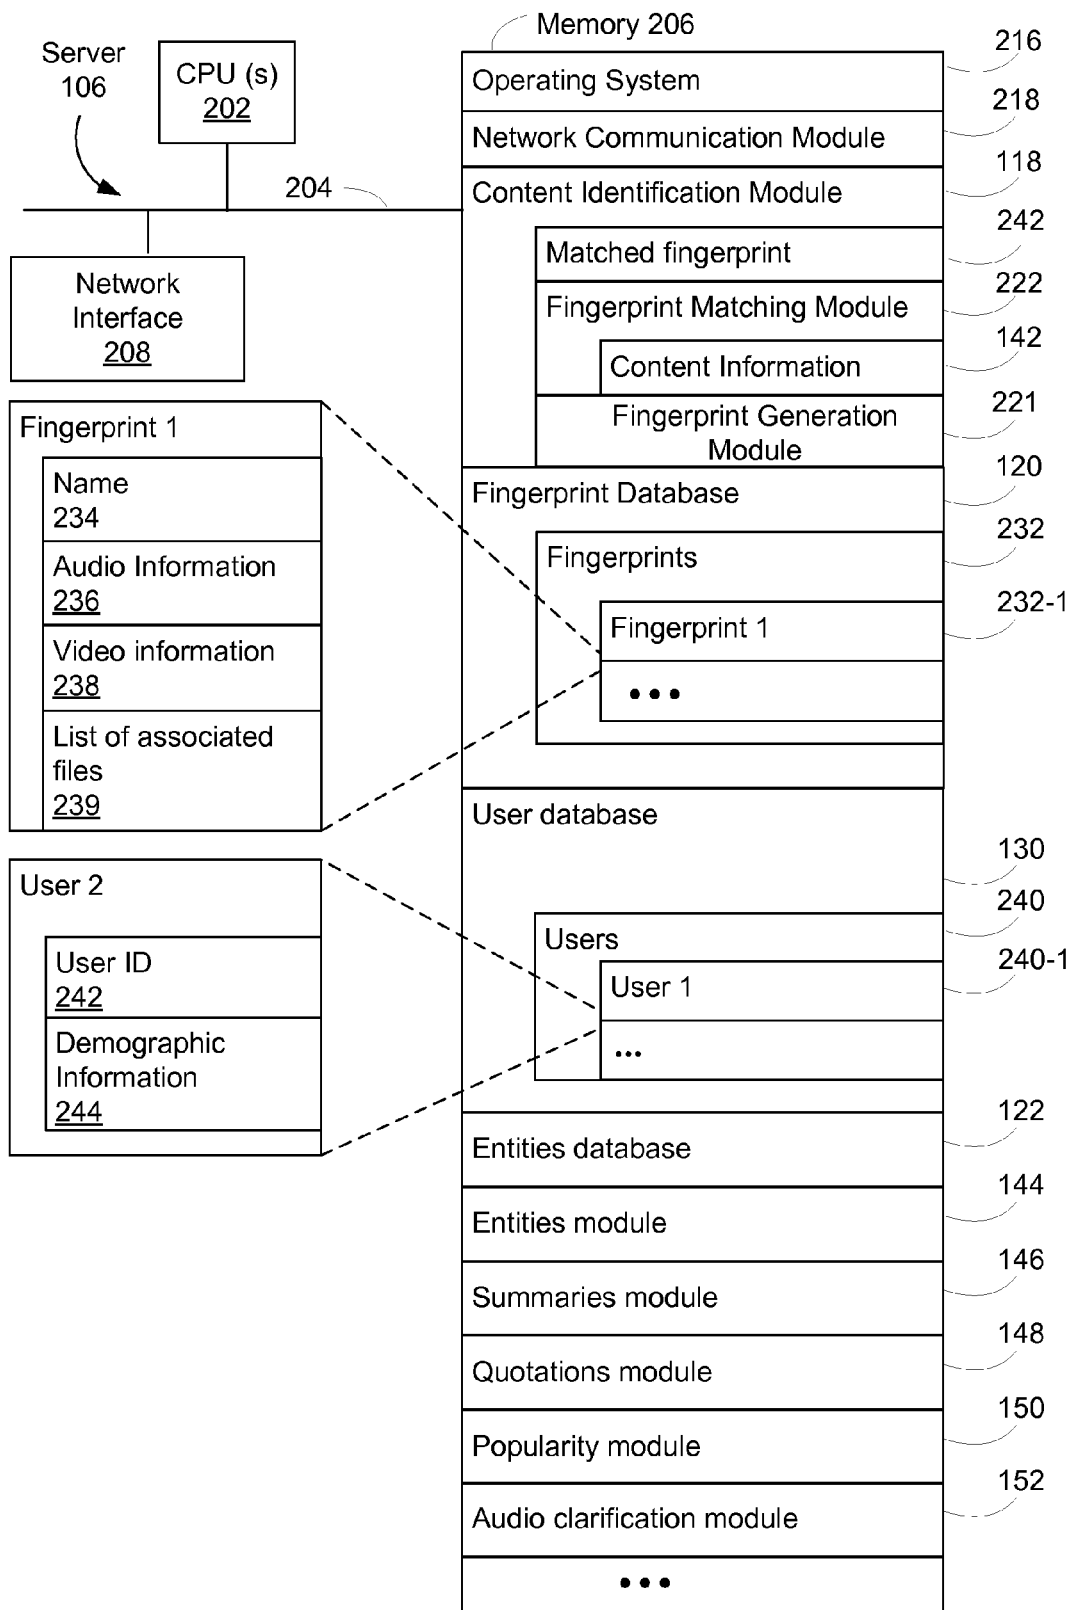 Server
106
CPU (s)
202
204
Network
Interface
208
Memory 206
Operating System
216
Network Communication Module
218
Content Identification Module
118
Matched fingerprint
242
Fingerprint Matching Module
222
Content Information
142
Fingerprint Generation
Module
221
Fingerprint Database
120
Fingerprints
232
Fingerprint 1
232-1
•••
Fingerprint 1
Name
234
Audio Information
236
Video information
238
List of associated
files
239
User database
130
Users
240
User 1
240-1
...
User 2
User ID
242
Demographic
Information
244
Entities database
122
Entities module
144
Summaries module
146
Quotations module
148
Popularity module
150
Audio clarification module
152
•••